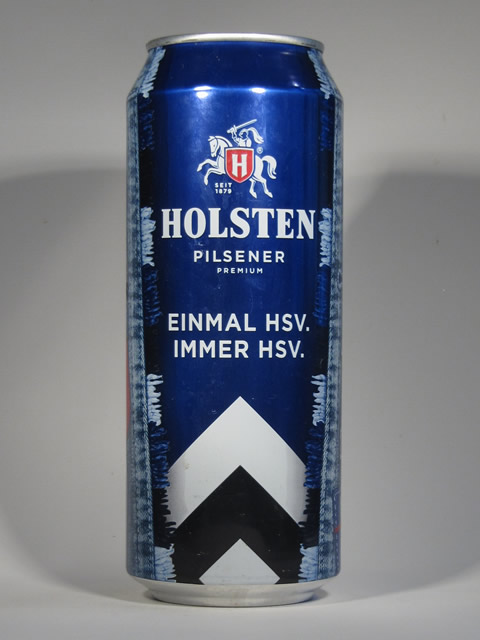 H
SEIT
1879
®
HOLSTEN
PILSENER
PREMIUM
EINMAL HSV.
IMMER HSV.